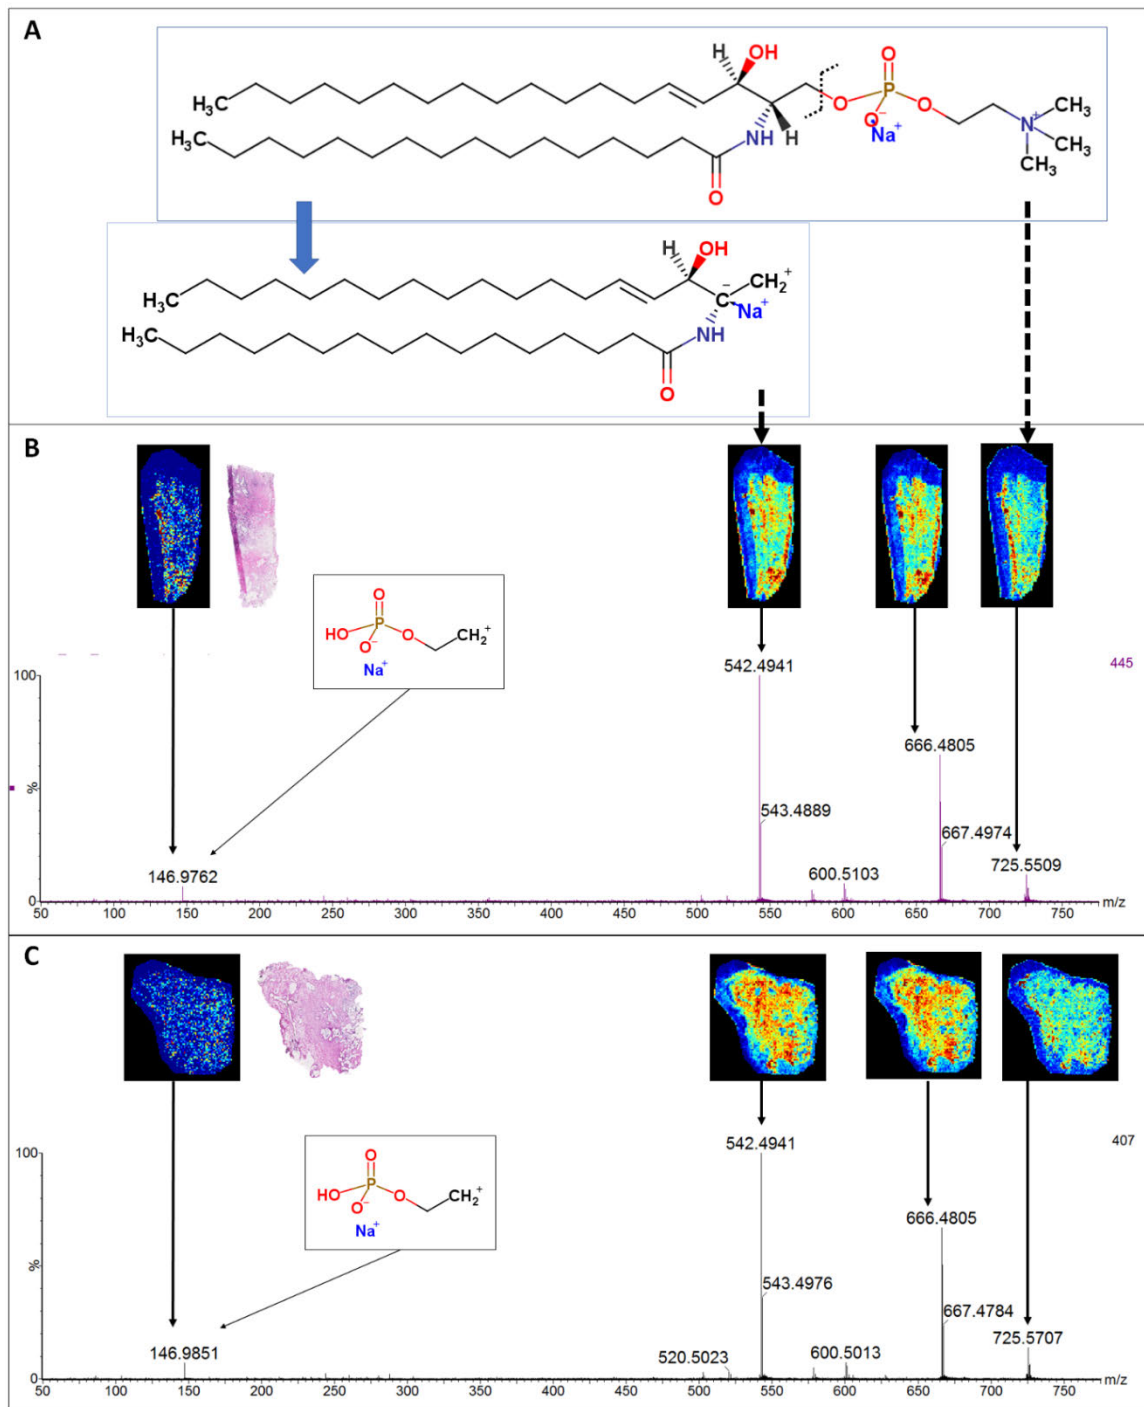 A
H
OH
O
P
O
O
O⁻
Na⁺
N⁺
CH₃
CH₃
CH₃
H₃C
NH
H
H₃C
O
H
OH
CH₂⁺
C⁻
Na⁺
H₃C
NH
H₃C
O
B
O
P
HO
O
O⁻
CH₂⁺
Na⁺
445
100
%
0
542.4941
543.4889
666.4805
667.4974
600.5103
725.5509
146.9762
50 100 150 200 250 300 350 400 450 500 550 600 650 700 750 m/z
C
O
P
HO
O
O⁻
CH₂⁺
Na⁺
407
100
%
0
542.4941
543.4976
666.4805
667.4784
520.5023
600.5013
725.5707
146.9851
50 100 150 200 250 300 350 400 450 500 550 600 650 700 750 m/z